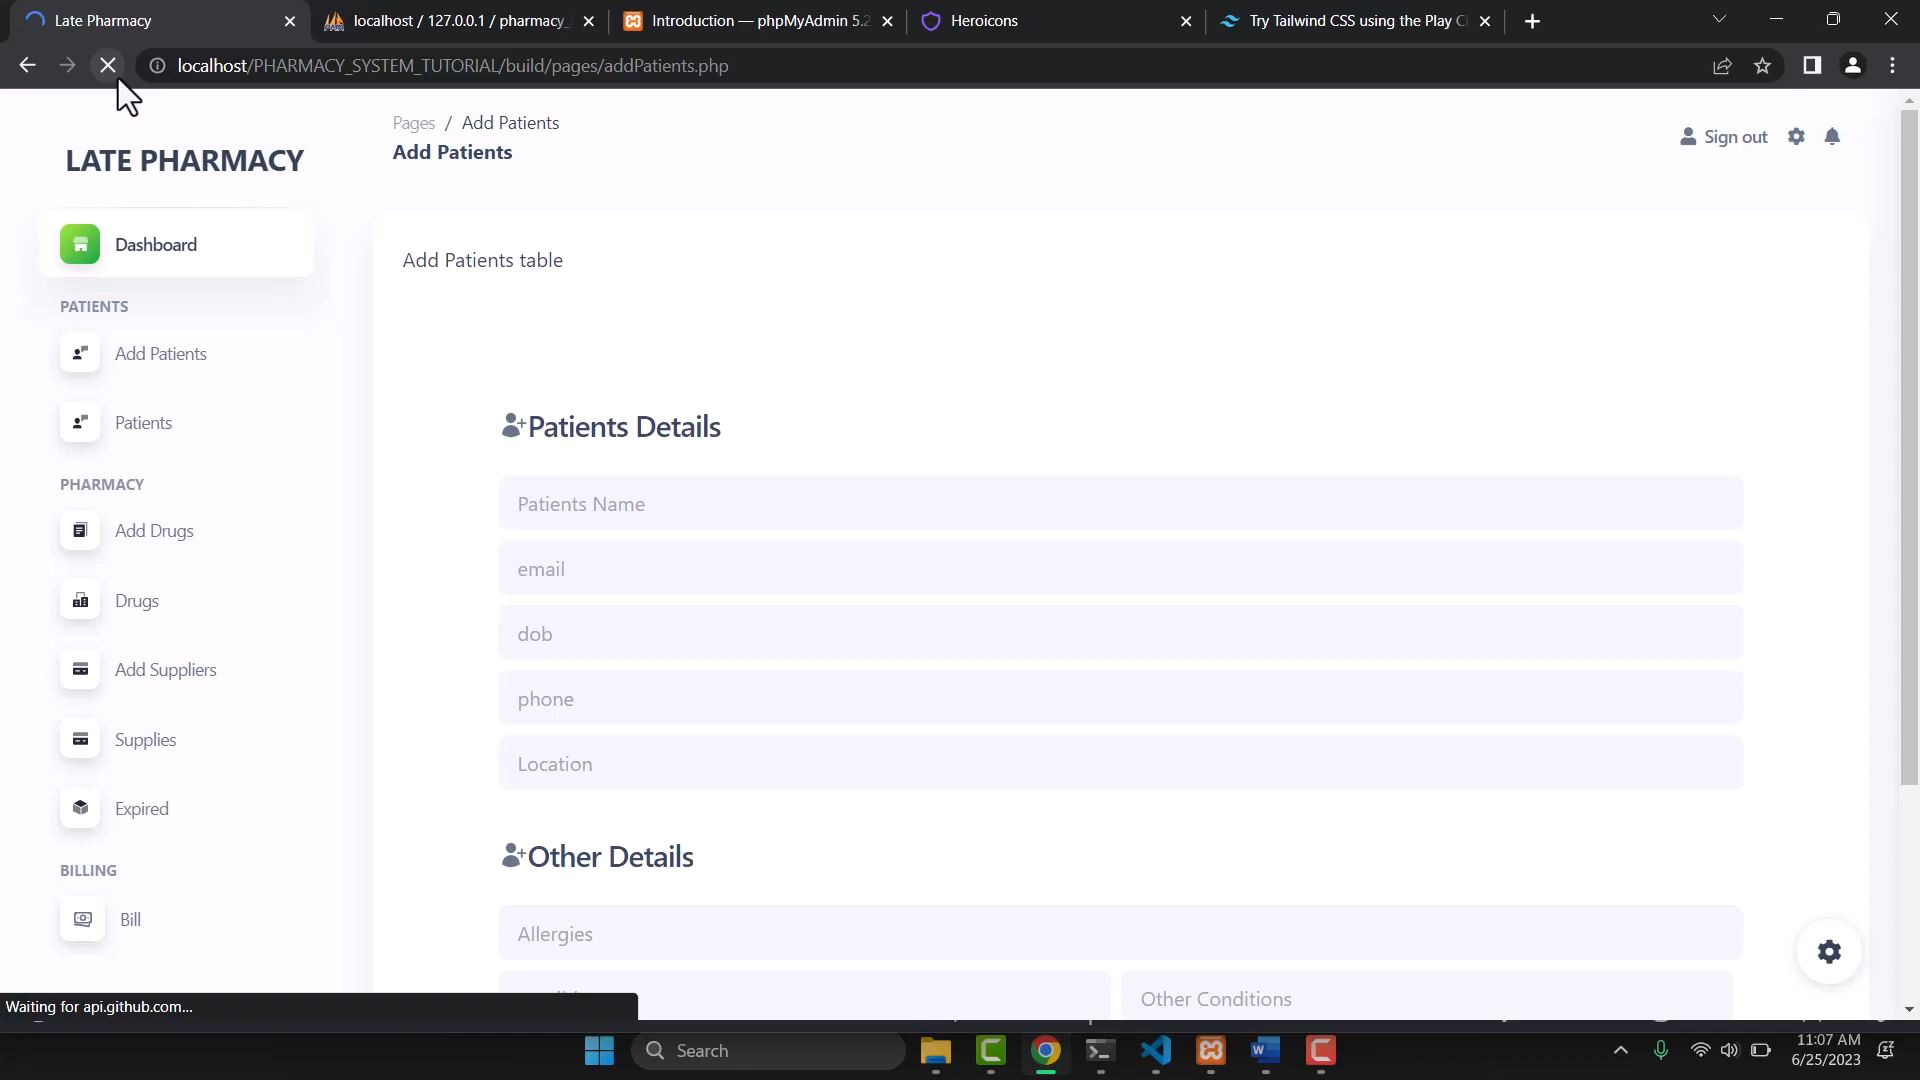 Late Pharmacy
localhost / 127.0.0.1 / pharmacy_
Introduction — phpMyAdmin 5.2
Heroicons
Try Tailwind CSS using the Play C
localhost/PHARMACY_SYSTEM_TUTORIAL/build/pages/addPatients.php
LATE PHARMACY
Pages / Add Patients
Add Patients
Sign out
Dashboard
PATIENTS
Add Patients
Patients
PHARMACY
Add Drugs
Drugs
Add Suppliers
Supplies
Expired
BILLING
Bill
Add Patients table
Patients Details
Patients Name
email
dob
phone
Location
Other Details
Allergies
Other Conditions
Waiting for api.github.com...
Search
11:07 AM
6/25/2023